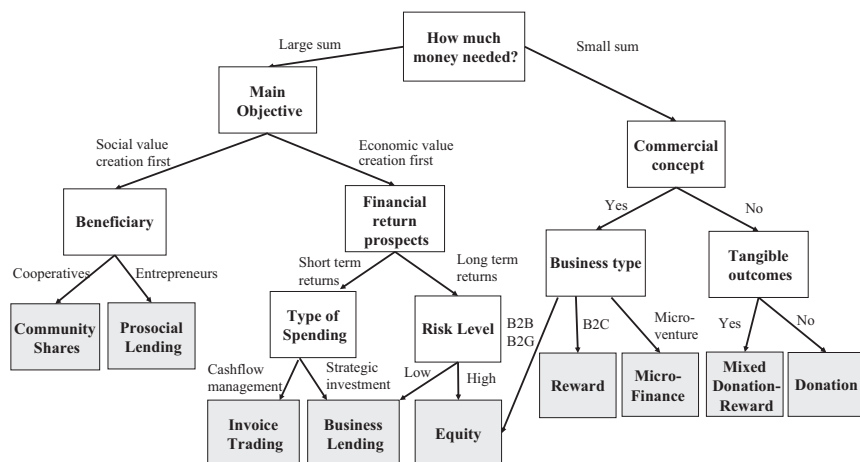 How much
money needed?
Large sum
Small sum
Main
Objective
Commercial
concept
Social value
creation first
Economic value
creation first
Beneficiary
Financial
return
prospects
Yes
No
Business type
Tangible
outcomes
Cooperatives
Entrepreneurs
Short term
returns
Long term
returns
Community
Shares
Prosocial
Lending
Type of
Spending
Risk Level
B2B
B2G
B2C
Micro-
venture
Yes
No
Cashflow
management
Strategic
investment
Low
High
Reward
Micro-
Finance
Mixed
Donation-
Reward
Donation
Invoice
Trading
Business
Lending
Equity